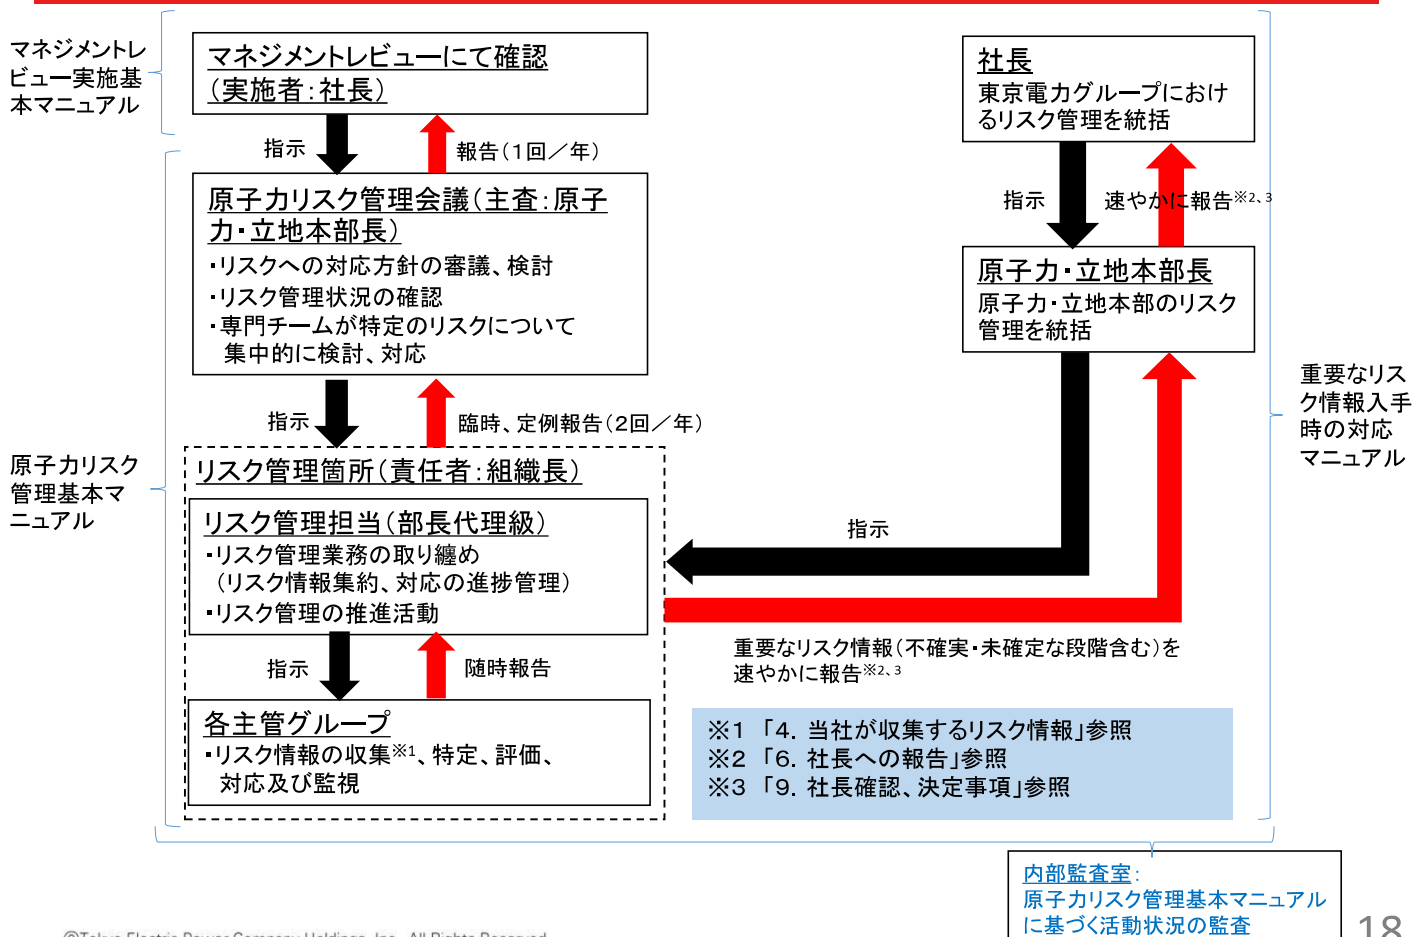 マネジメントレ
ビュー実施基
本マニュアル
マネジメントレビューにて確認
（実施者：社長）
指示
報告（１回／年）
原子力リスク管理会議（主査：原子
力・立地本部長）
・リスクへの対応方針の審議、検討
・リスク管理状況の確認
・専門チームが特定のリスクについて
集中的に検討、対応
指示
臨時、定例報告（２回／年）
原子力リスク
管理基本マ
ニュアル
リスク管理箇所（責任者：組織長）
リスク管理担当（部長代理級）
・リスク管理業務の取り纏め
（リスク情報集約、対応の進捗管理）
・リスク管理の推進活動
指示
随時報告
各主管グループ
・リスク情報の収集※1、特定、評価、
対応及び監視
社長
東京電力グループにおけ
るリスク管理を統括
指示
速やかに報告※2、3
原子力・立地本部長
原子力・立地本部のリスク
管理を統括
重要なリス
ク情報入手
時の対応
マニュアル
指示
重要なリスク情報（不確実・未確定な段階含む）を
速やかに報告※2、3
※１ 「４．当社が収集するリスク情報」参照
※２ 「６．社長への報告」参照
※３ 「９．社長確認、決定事項」参照
内部監査室：
原子力リスク管理基本マニュアル
に基づく活動状況の監査
©Tokyo Electric Power Company Holdings, Inc. All Rights Reserved.
18